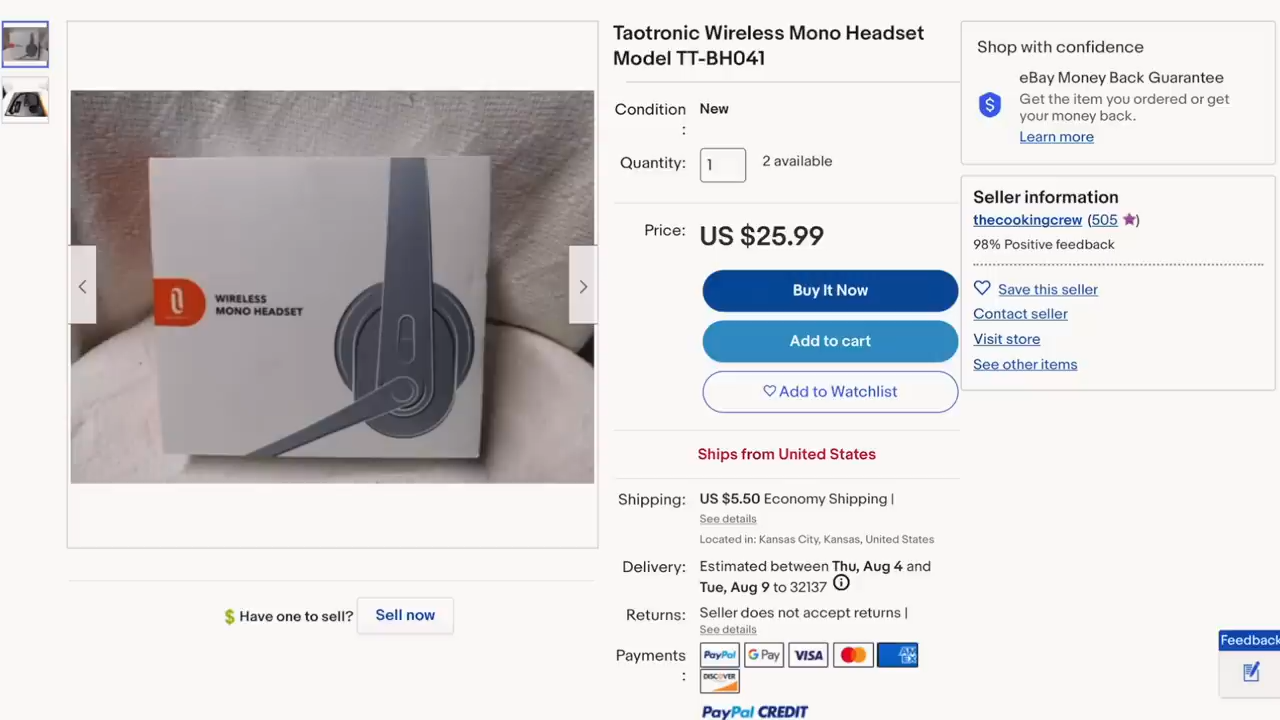 Taotronic Wireless Mono Headset
Model TT-BH041
Condition
:
New
Quantity:
1
2 available
Price:
US $25.99
Buy It Now
Add to cart
Add to Watchlist
Ships from United States
Shipping:
US $5.50 Economy Shipping |
See details
Located in: Kansas City, Kansas, United States
Delivery:
Estimated between Thu, Aug 4 and
Tue, Aug 9 to 32137
Returns:
Seller does not accept returns |
See details
Payments
:
PayPal
G Pay
VISA
AM
EX
DISCOVER
PayPal CREDIT
WIRELESS
MONO HEADSET
Have one to sell?
Sell now
Shop with confidence
eBay Money Back Guarantee
Get the item you ordered or get
your money back.
Learn more
Seller information
thecookingcrew (505)
98% Positive feedback
Save this seller
Contact seller
Visit store
See other items
Feedback